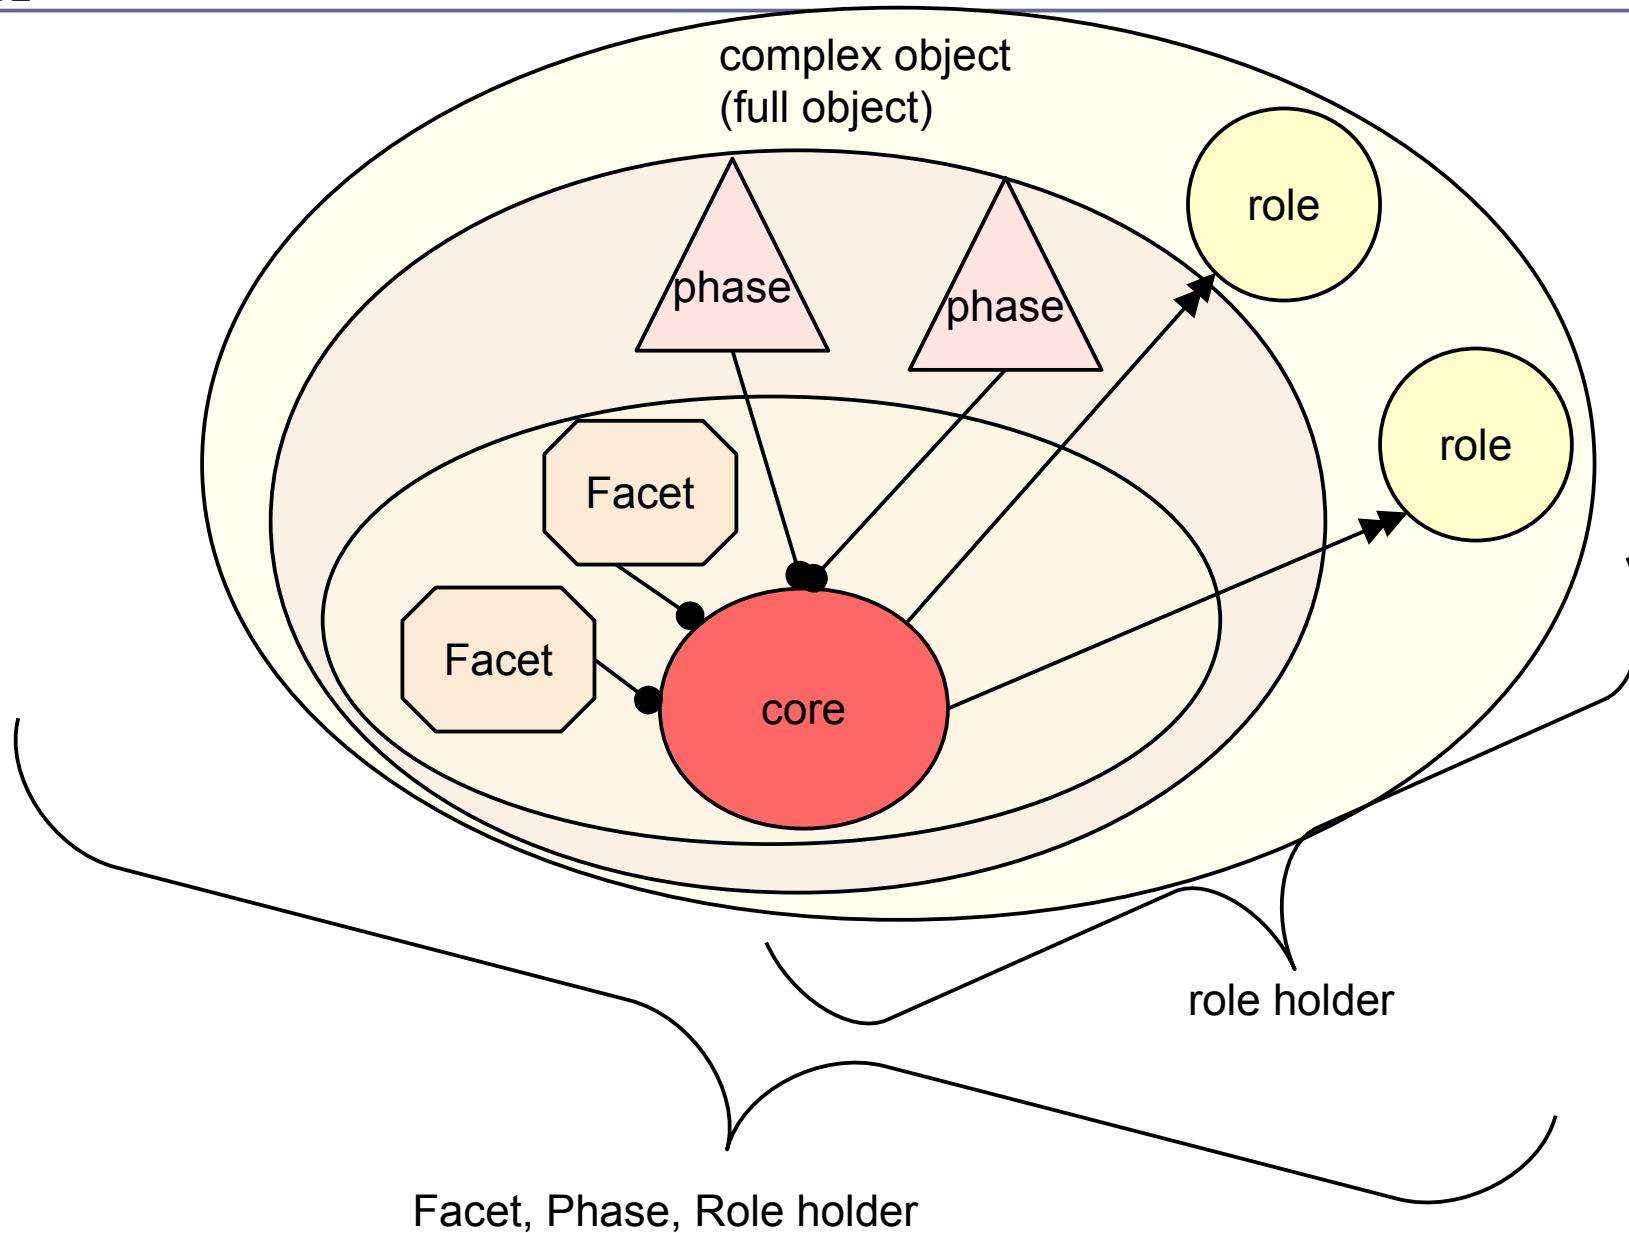 complex object
(full object)
role
phase
phase
role
Facet
Facet
core
role holder
Facet, Phase, Role holder